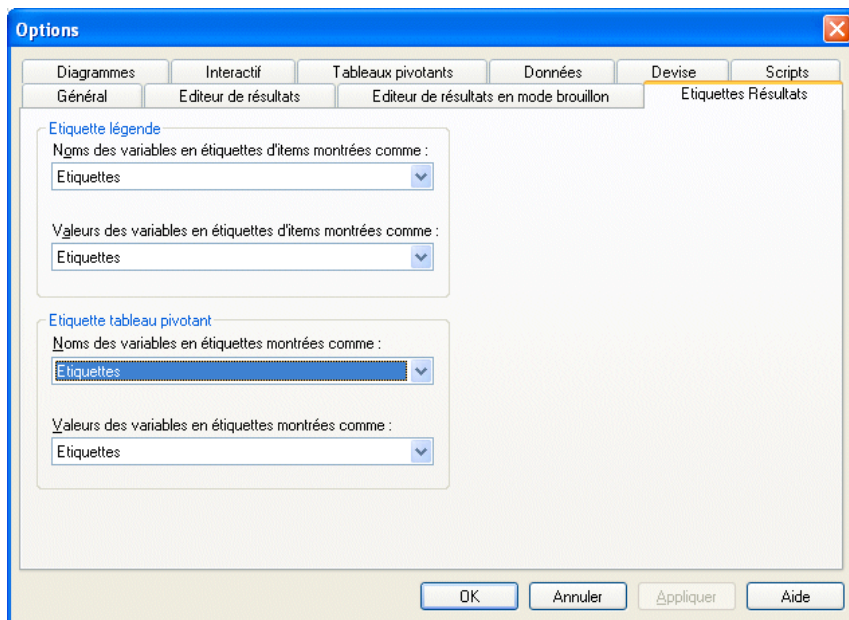 Options
Diagrammes Interactif Tableaux pivotants Données Devise Scripts
Général Editeur de résultats Editeur de résultats en mode brouillon Etiquettes Résultats
Etiquette légende
Noms des variables en étiquettes d'items montrées comme :
Etiquettes
Valeurs des variables en étiquettes d'items montrées comme :
Etiquettes
Etiquette tableau pivotant
Noms des variables en étiquettes montrées comme :
Etiquettes
Valeurs des variables en étiquettes montrées comme :
Etiquettes
OK Annuler Appliquer Aide